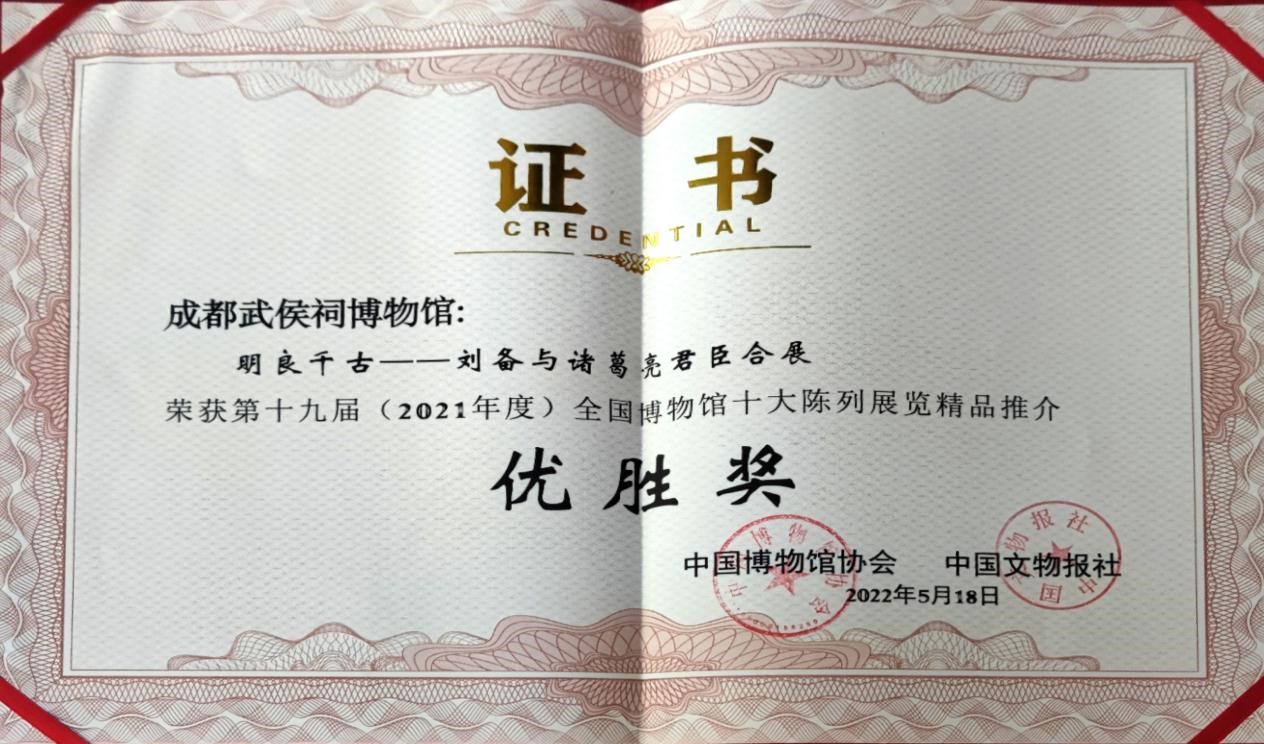 证 书
CREDENTIAL
成都武侯祠博物馆:
明良千古——刘备与诸葛亮君臣合展
荣获第十九届（2021年度）全国博物馆十大陈列展览精品推介
优胜奖
中国博物馆协会 中国文物报社
2022年5月18日